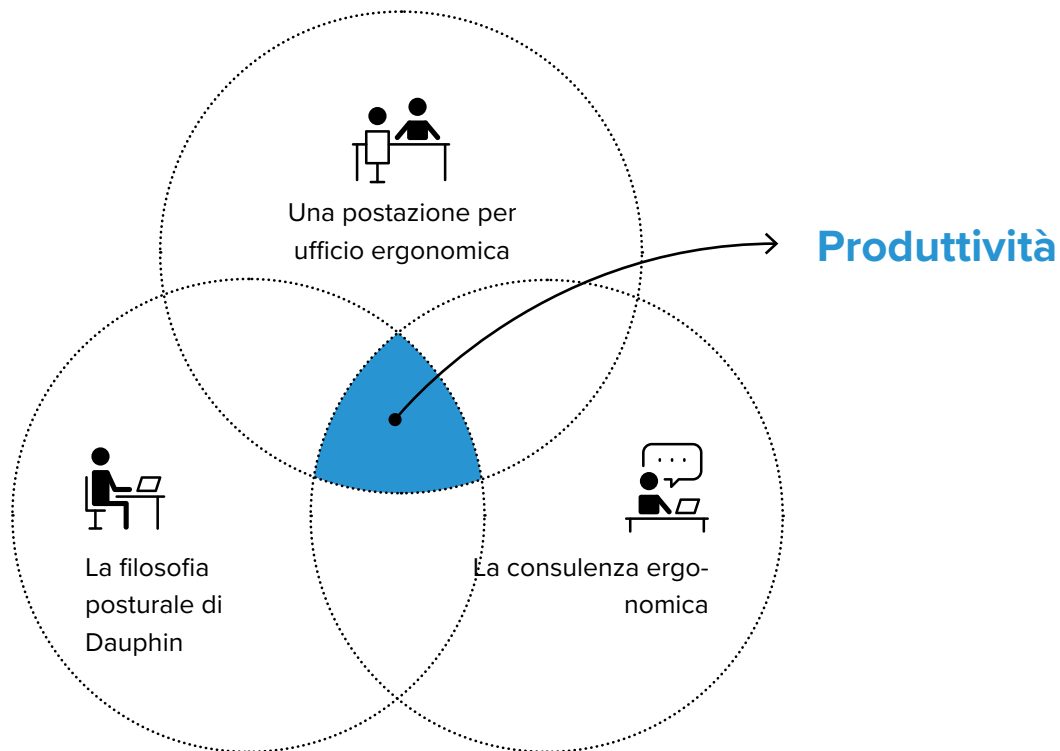 Una postazione per
ufficio ergonomica
Produttività
La filosofia
posturale di
Dauphin
La consulenza ergo-
nomica